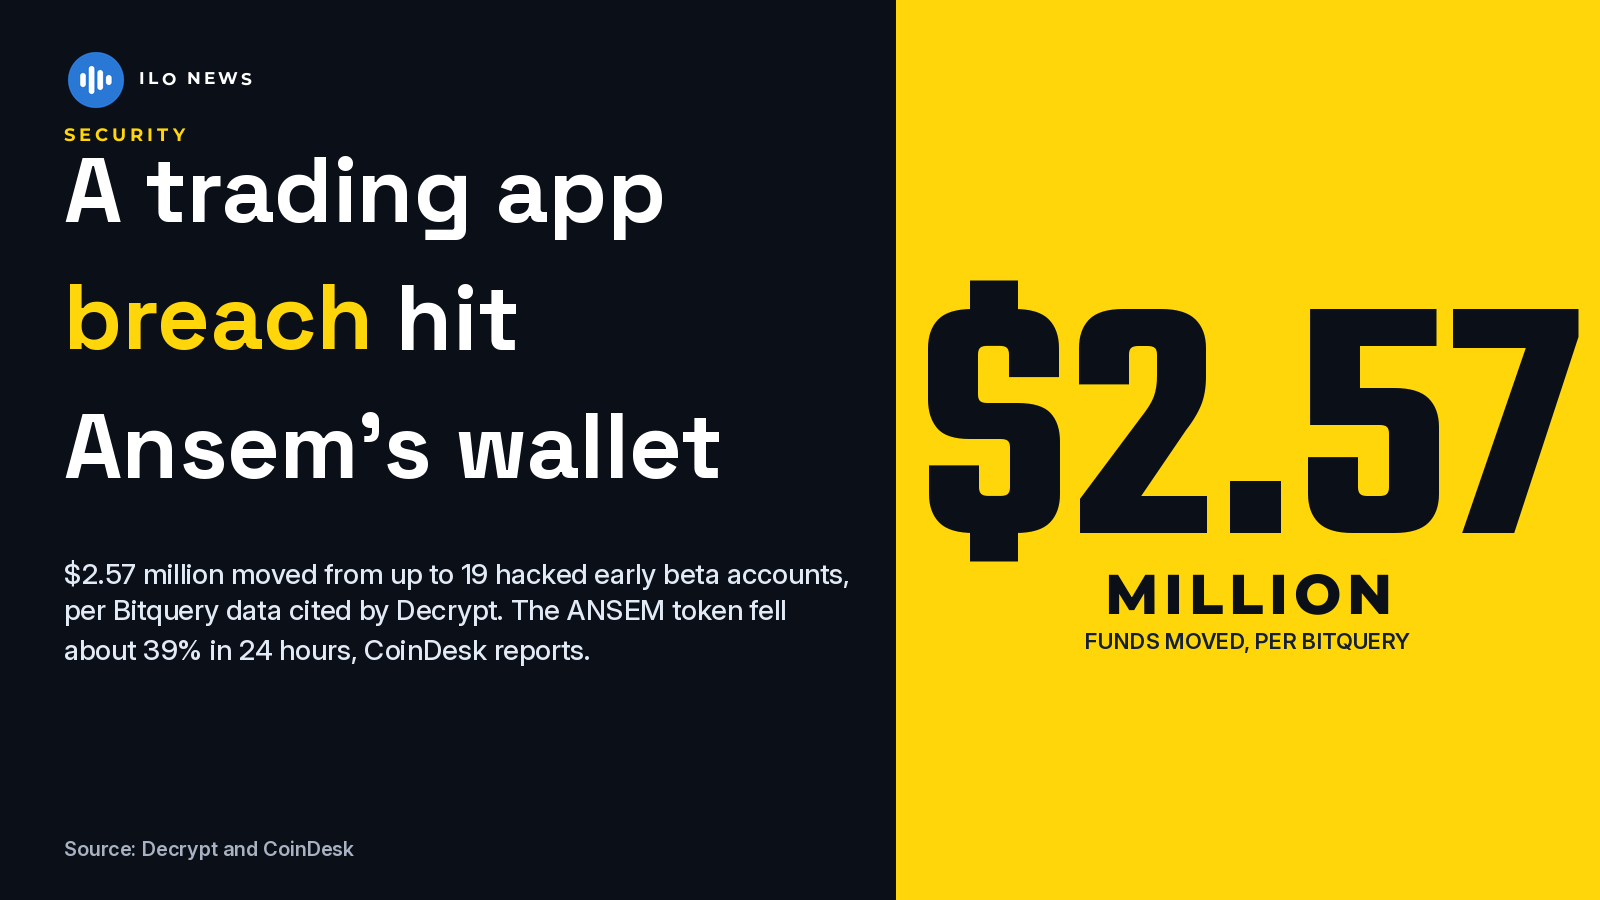 ILO NEWS
SECURITY
A trading app
breach hit
Ansem’s wallet
$2.57 million moved from up to 19 hacked early beta accounts,
per Bitquery data cited by Decrypt. The ANSEM token fell
about 39% in 24 hours, CoinDesk reports.
Source: Decrypt and CoinDesk
$2.57
MILLION
FUNDS MOVED, PER BITQUERY